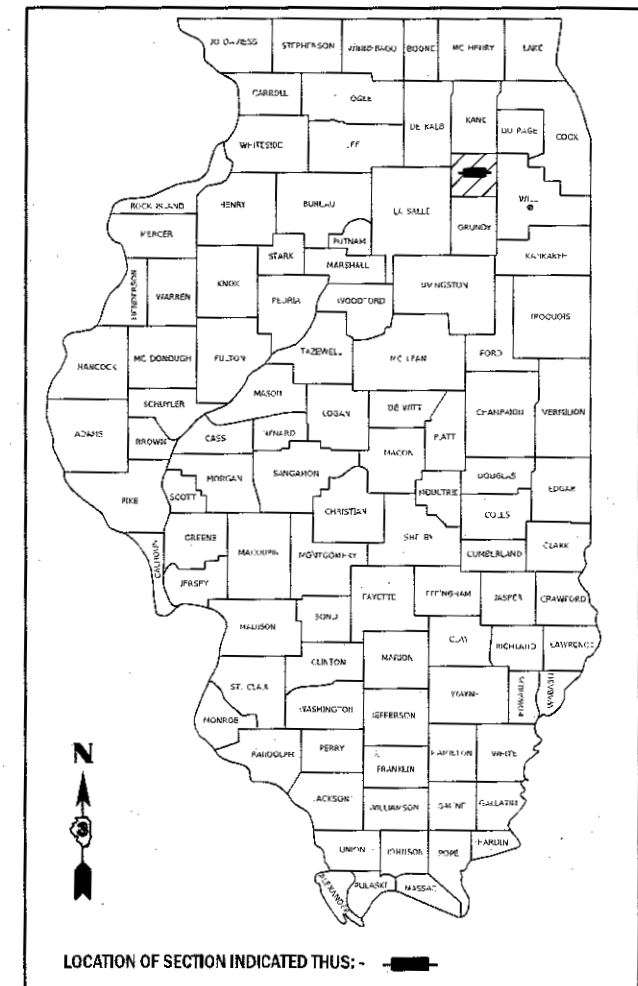 STEPHENSON
BOONE
MC HENRY
LAKE
CARROLL
OGLE
DE KALB
KANE
DU PAGE
COOK
WHITESIDE
ROCK ISLAND
HENRY
BUREAU
LA SALLE
WILL
MERCER
PUTNAM
GRUNDY
STARK
MARSHALL
KANKAKEE
HENDERSON
WARREN
KNOX
PEORIA
WOODFORD
LIVINGSTON
IROQUOIS
HANCOCK
MC DONOUGH
FULTON
TAZEWELL
MC LEAN
FORD
MASON
SCHUYLER
LOGAN
DE WITT
CHAMPAIGN
VERMILION
ADAMS
BROWN
CASS
MENARD
MACON
PIATT
PIKE
MORGAN
SANGAMON
DOUGLAS
EDGAR
SCOTT
MOULTRIE
CHRISTIAN
COLES
GREENE
SHELBY
CALHOUN
MACOUPIN
MONTGOMERY
CUMBERLAND
CLARK
JERSEY
FAYETTE
EFFINGHAM
JASPER
CRAWFORD
MADISON
BOND
CLAY
RICHLAND
LAWRENCE
CLINTON
MARION
ST. CLAIR
WAYNE
EDWARDS
WABASH
WASHINGTON
JEFFERSON
MONROE
RANDOLPH
PERRY
HAMILTON
WHITE
FRANKLIN
JACKSON
WILLIAMSON
SALINE
GALLATIN
UNION
JOHNSON
POPE
HARDIN
ALEXANDER
PULASKI
MASSAC
N
LOCATION OF SECTION INDICATED THUS: -